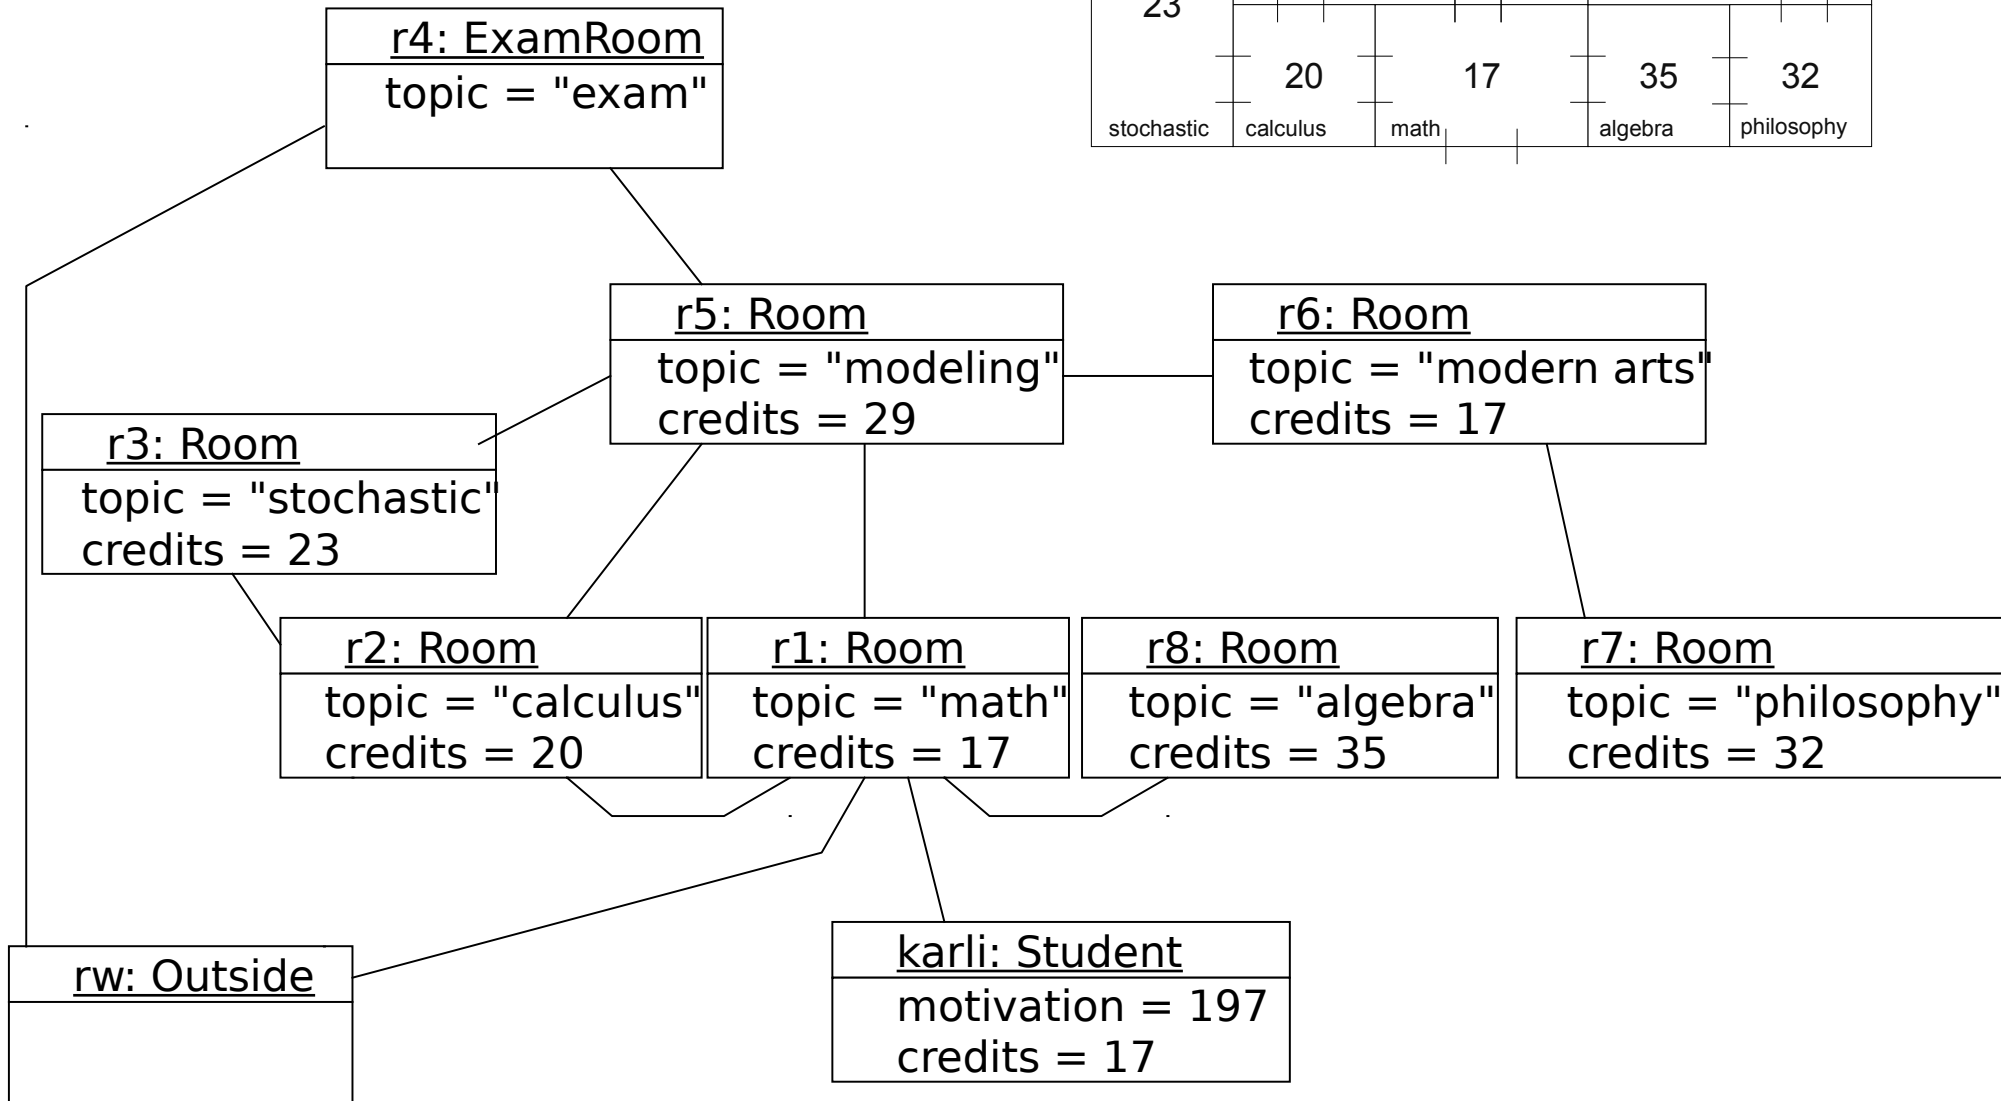 23
20 17 35 32
stochastic calculus math algebra philosophy
r4: ExamRoom
topic = "exam"
r5: Room
topic = "modeling"
credits = 29
r6: Room
topic = "modern arts"
credits = 17
r3: Room
topic = "stochastic"
credits = 23
r2: Room
topic = "calculus"
credits = 20
r1: Room
topic = "math"
credits = 17
r8: Room
topic = "algebra"
credits = 35
r7: Room
topic = "philosophy"
credits = 32
rw: Outside
karli: Student
motivation = 197
credits = 17